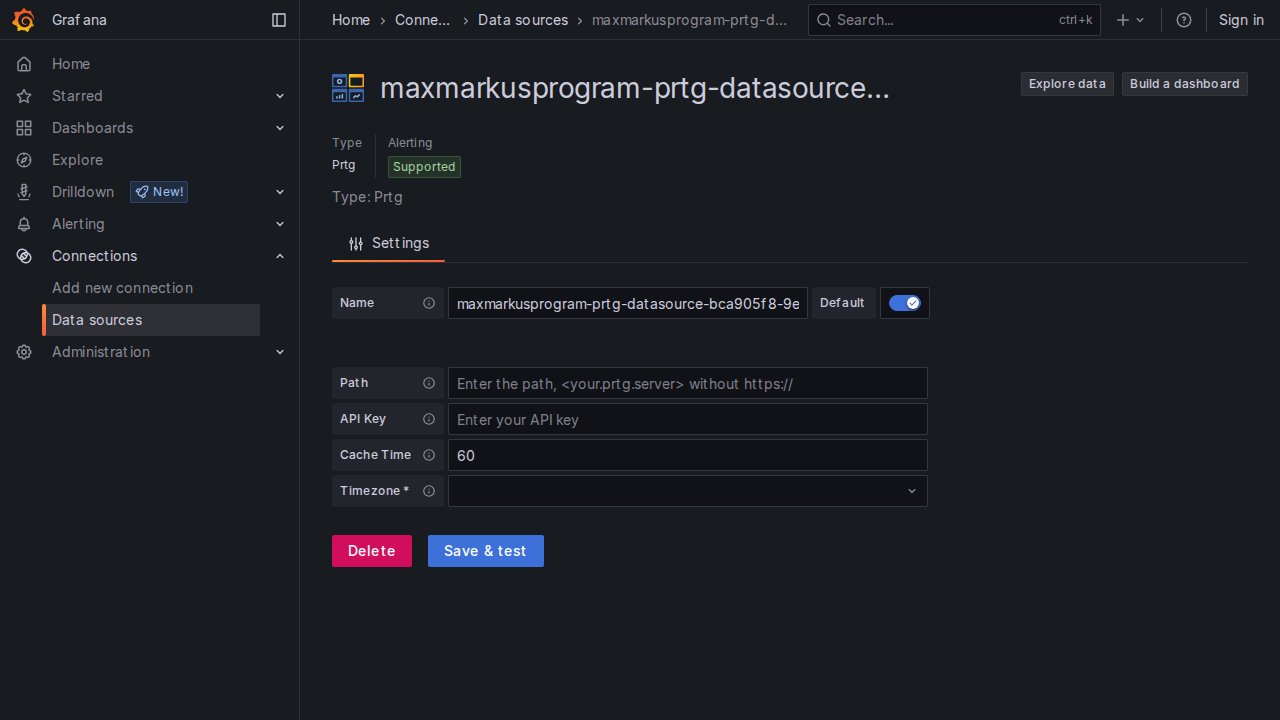 Grafana
Home
Conne...
Data sources
maxmarkusprogram-prtg-d...
Search...
ctrl+k
Sign in
Home
Starred
Dashboards
Explore
Drilldown
New!
Alerting
Connections
Add new connection
Data sources
Administration
maxmarkusprogram-prtg-datasource...
Explore data
Build a dashboard
Type
Alerting
Prtg
Supported
Type: Prtg
Settings
Name
maxmarkusprogram-prtg-datasource-bca905f8-9e
Default
Path
Enter the path, <your.prtg.server> without https://
API Key
Enter your API key
Cache Time
60
Timezone *
Delete
Save & test